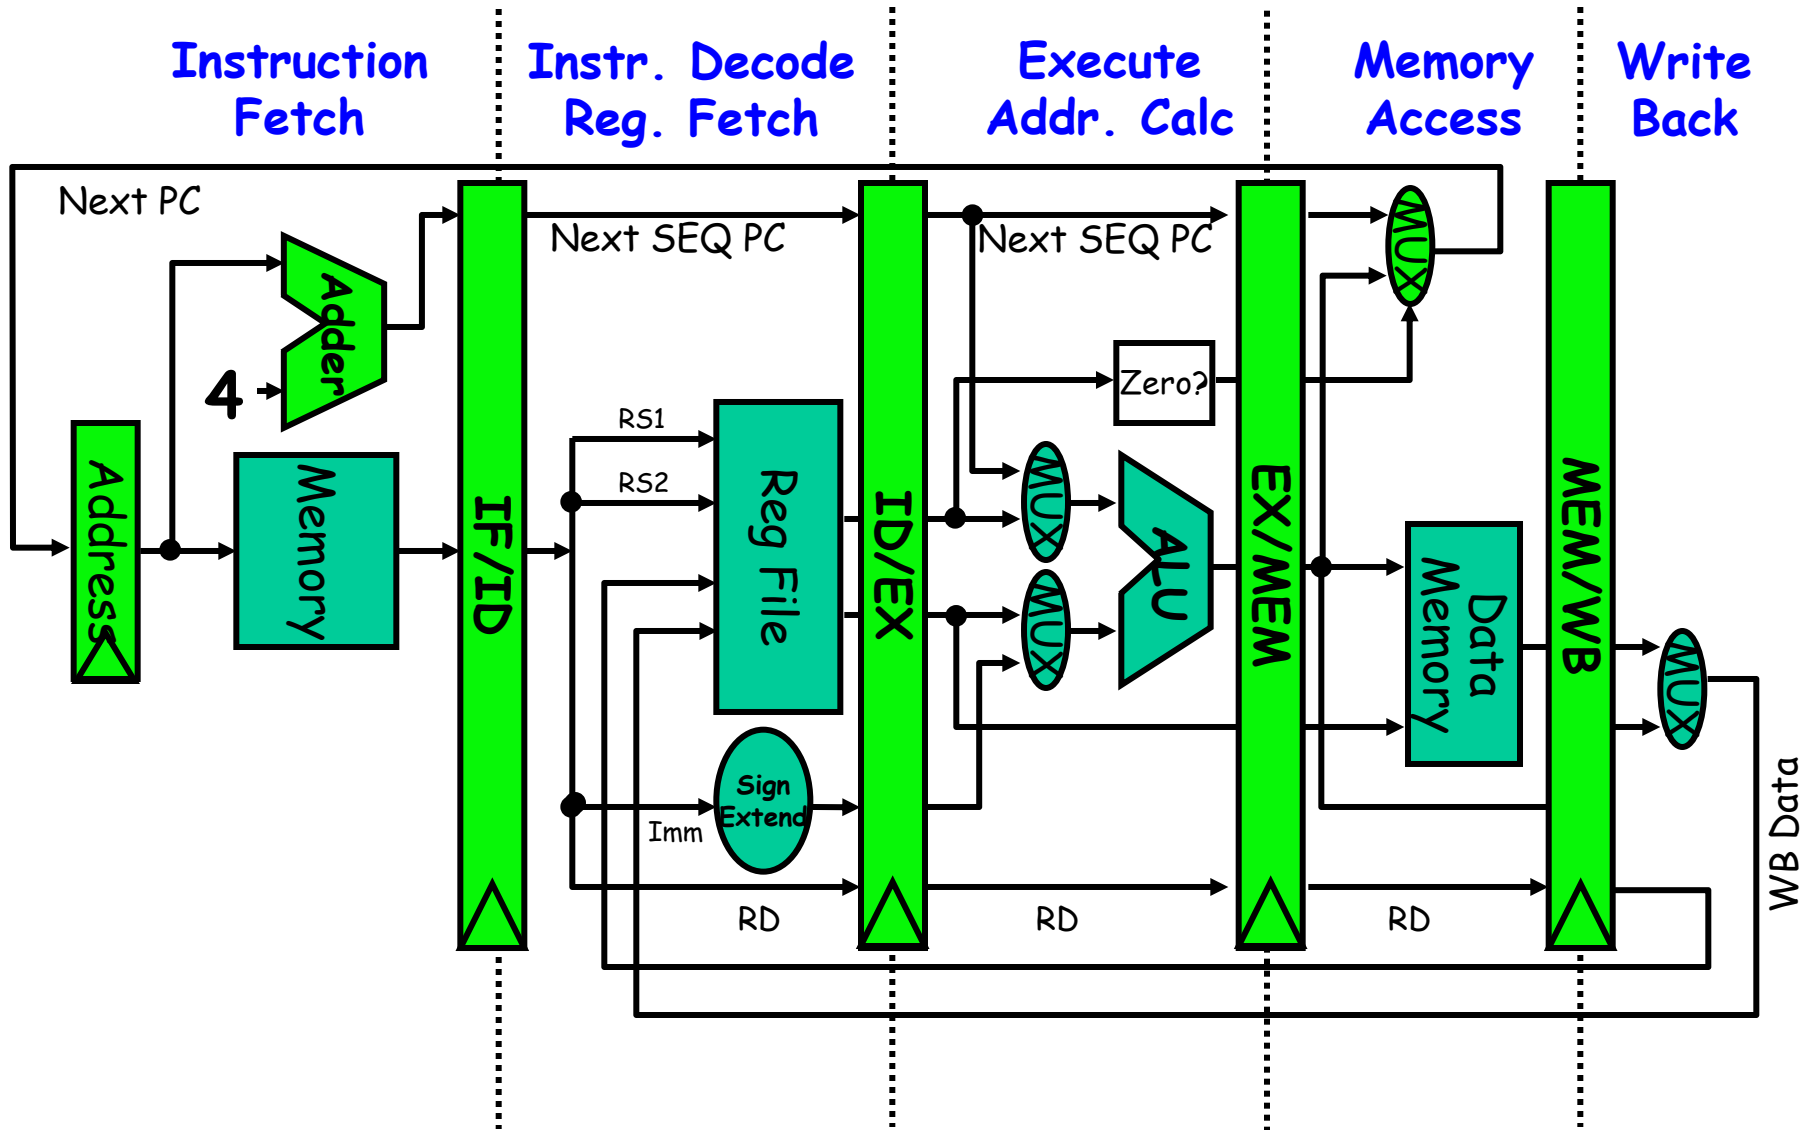 Instruction
Fetch
Instr. Decode
Reg. Fetch
Execute
Addr. Calc
Memory
Access
Write
Back
Next PC
Next SEQ PC
Next SEQ PC
MUX
Adder
4
Zero?
RS1
RS2
Address
Memory
IF/ID
Reg File
ID/EX
MUX
MUX
ALU
EX/MEM
Data
Memory
MEM/WB
MUX
Sign
Extend
Imm
RD
RD
RD
WB Data